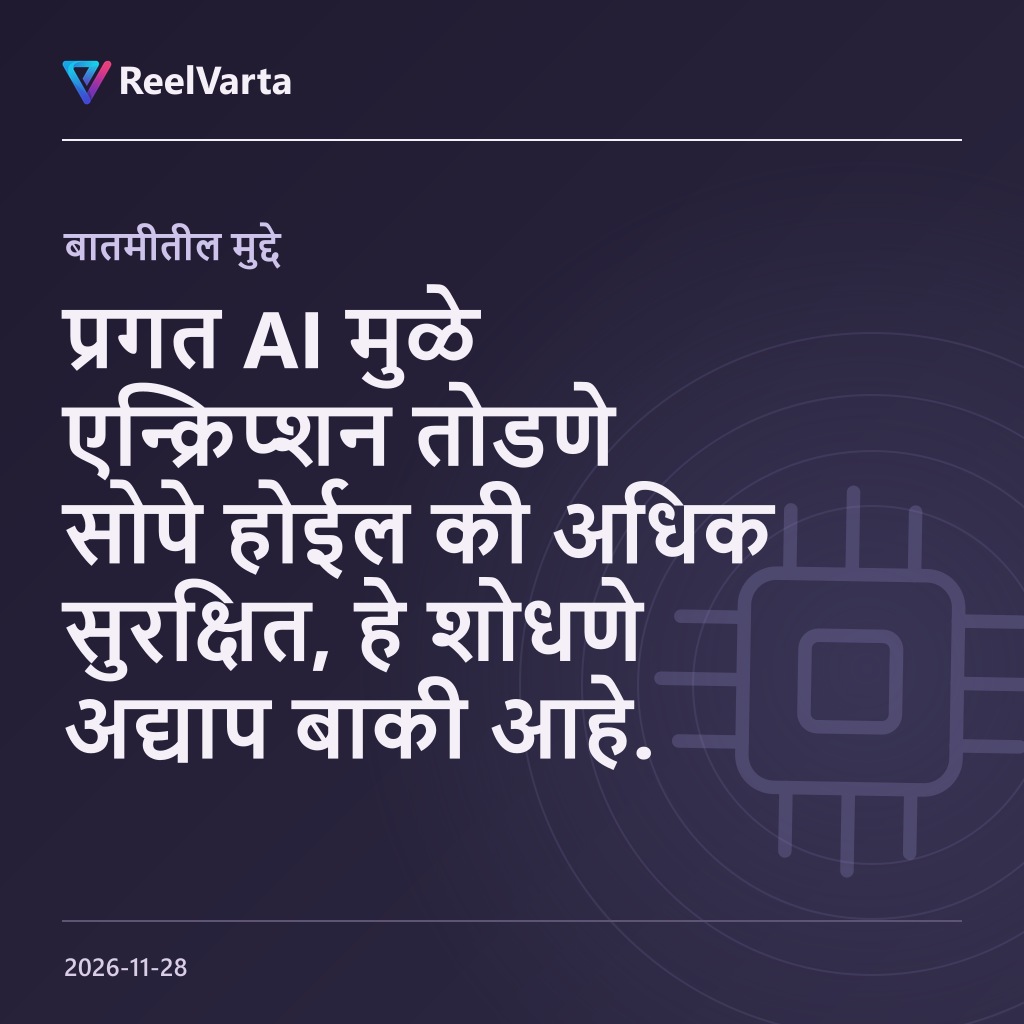 ReelVarta
बातमीतील मुद्दे
प्रगत AI मुळे
एन्क्रिप्शन तोडणे
सोपे होईल की अधिक
सुरक्षित, हे शोधणे
अद्याप बाकी आहे.
2026-11-28